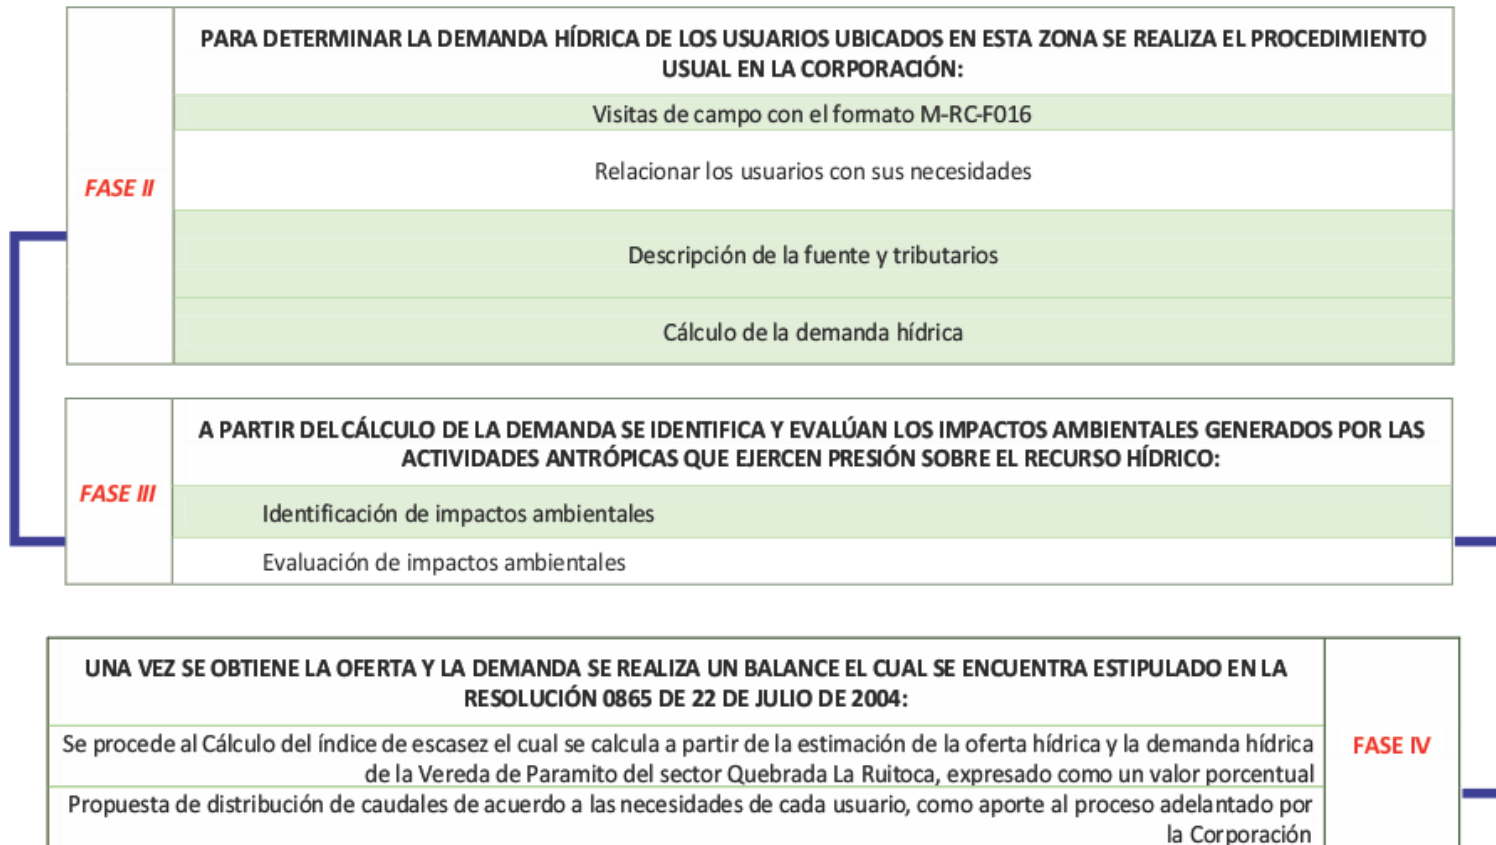 PARA DETERMINAR LA DEMANDA HÍDRICA DE LOS USUARIOS UBICADOS EN ESTA ZONA SE REALIZA EL PROCEDIMIENTO
USUAL EN LA CORPORACIÓN:
Visitas de campo con el formato M-RC-F016
Relacionar los usuarios con sus necesidades
FASE II
Descripción de la fuente y tributarios
Cálculo de la demanda hídrica
A PARTIR DEL CÁLCULO DE LA DEMANDA SE IDENTIFICA Y EVALÚAN LOS IMPACTOS AMBIENTALES GENERADOS POR LAS
ACTIVIDADES ANTRÓPICAS QUE EJERCEN PRESIÓN SOBRE EL RECURSO HÍDRICO:
FASE III
Identificación de impactos ambientales
Evaluación de impactos ambientales
UNA VEZ SE OBTIENE LA OFERTA Y LA DEMANDA SE REALIZA UN BALANCE EL CUAL SE ENCUENTRA ESTIPULADO EN LA
RESOLUCIÓN 0865 DE 22 DE JULIO DE 2004:
Se procede al Cálculo del índice de escasez el cual se calcula a partir de la estimación de la oferta hídrica y la demanda hídrica
de la Vereda de Paramito del sector Quebrada La Ruitoca, expresado como un valor porcentual
FASE IV
Propuesta de distribución de caudales de acuerdo a las necesidades de cada usuario, como aporte al proceso adelantado por
la Corporación